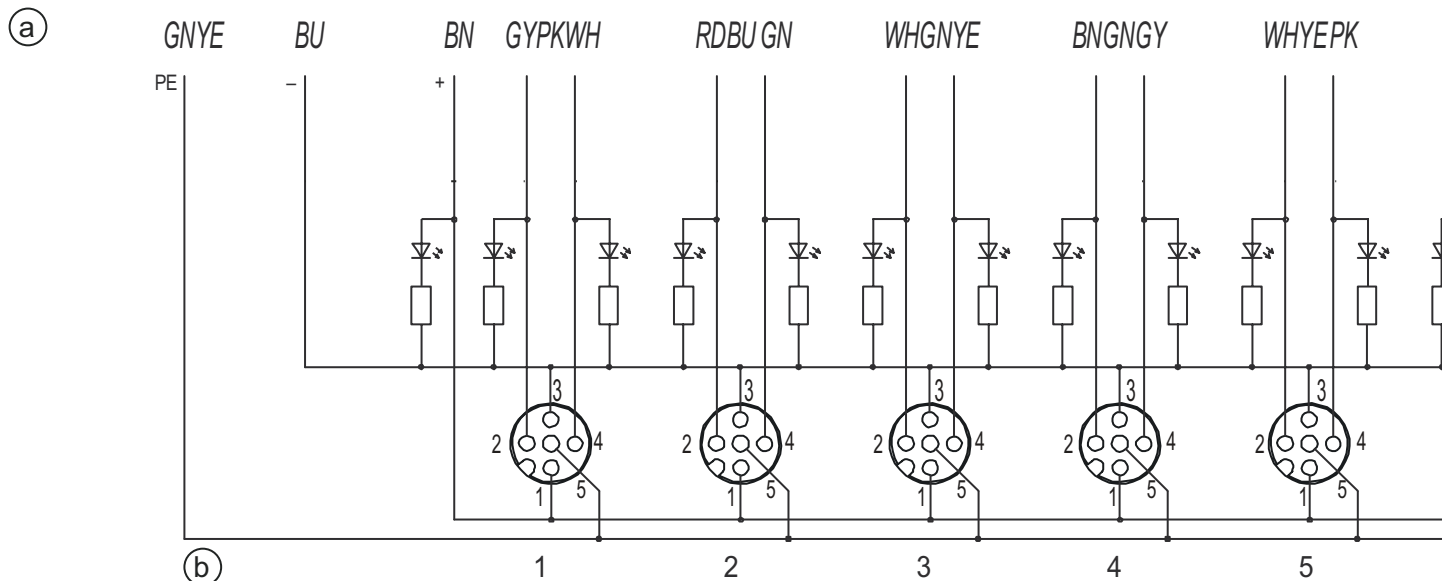 a
GNYE BU BN GYPKWH RDBU GN WHGNYE BNGNGY WHYEPK
PE – +
3 3 3 3 3
2 4 2 4 2 4 2 4 2 4
1 5 1 5 1 5 1 5 1 5
b 1 2 3 4 5